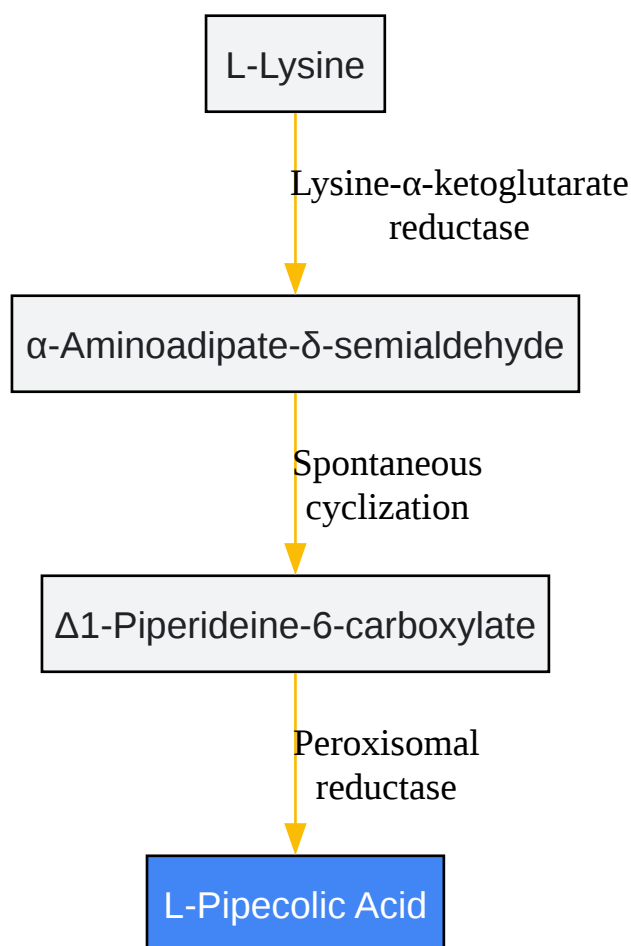 L-Lysine
Lysine-α-ketoglutarate
reductase
α-Aminoadipate-δ-semialdehyde
Spontaneous
cyclization
Δ1-Piperideine-6-carboxylate
Peroxisomal
reductase
L-Pipecolic Acid